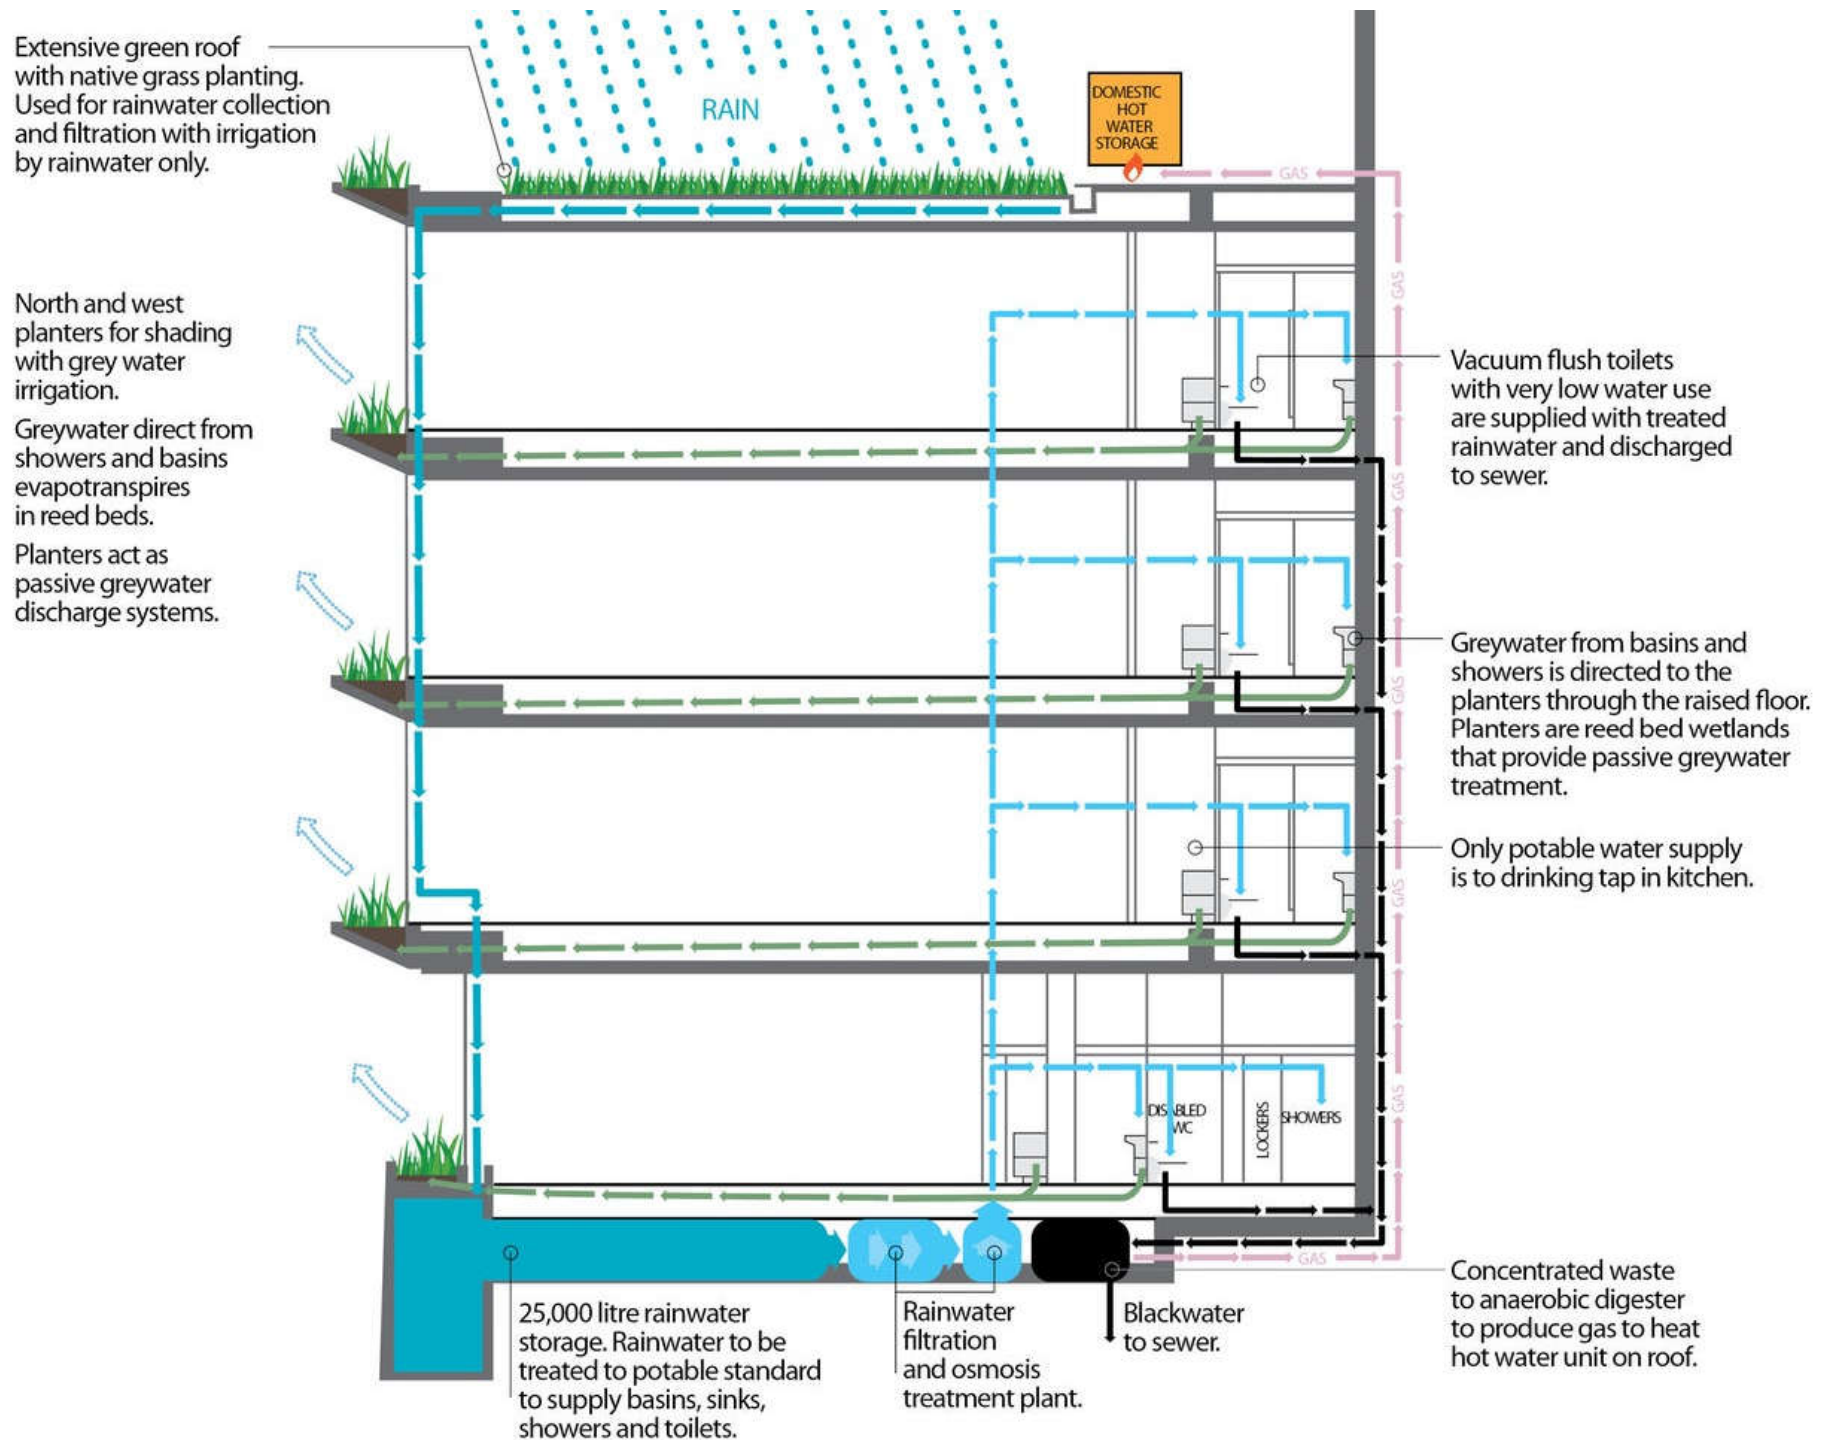 Extensive green roof
with native grass planting.
Used for rainwater collection
and filtration with irrigation
by rainwater only.
RAIN
DOMESTIC
HOT
WATER
STORAGE
GAS
GAS
North and west
planters for shading
with grey water
irrigation.
Greywater direct from
showers and basins
evapotranspires
in reed beds.
Planters act as
passive greywater
discharge systems.
Vacuum flush toilets
with very low water use
are supplied with treated
rainwater and discharged
to sewer.
GAS
Greywater from basins and
showers is directed to the
planters through the raised floor.
Planters are reed bed wetlands
that provide passive greywater
treatment.
GAS
Only potable water supply
is to drinking tap in kitchen.
GAS
GAS
DISABLED
WC
LOCKERS
SHOWERS
GAS
25,000 litre rainwater
storage. Rainwater to be
treated to potable standard
to supply basins, sinks,
showers and toilets.
Rainwater
filtration
and osmosis
treatment plant.
Blackwater
to sewer.
Concentrated waste
to anaerobic digester
to produce gas to heat
hot water unit on roof.